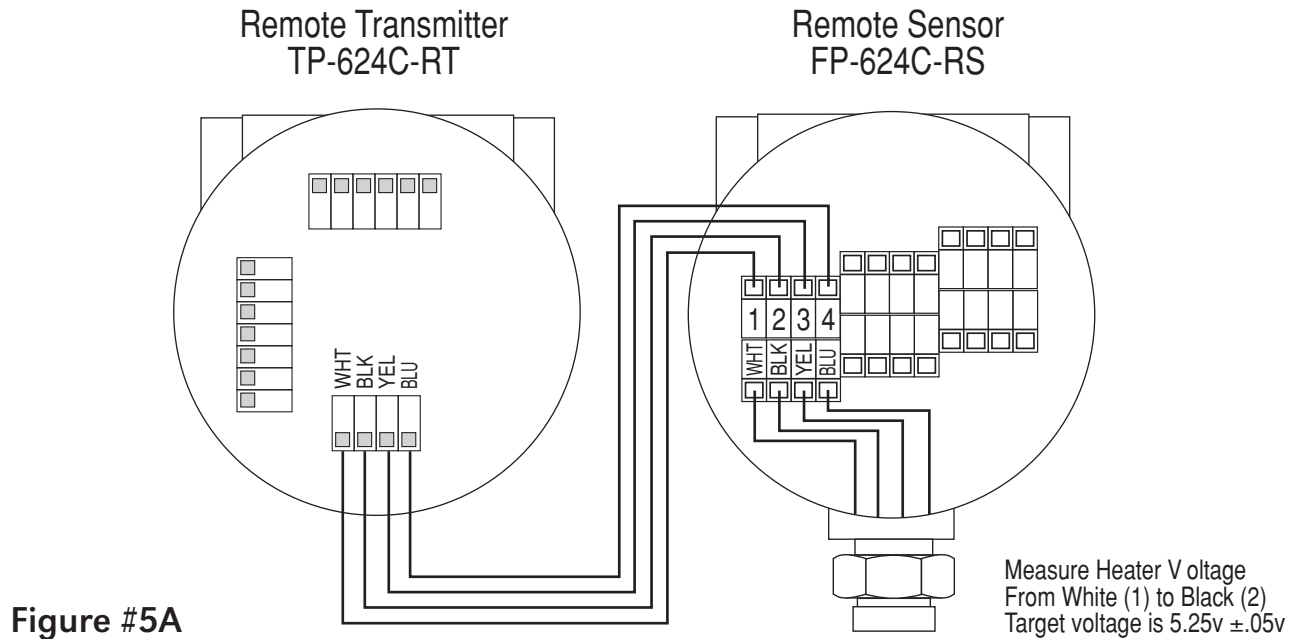 Remote Transmitter
TP-624C-RT
Remote Sensor
FP-624C-RS
WHT
BLK
YEL
BLU
1 2 3 4
WHT
BLK
YEL
BLU
Measure Heater V oltage
From White (1) to Black (2)
Target voltage is 5.25v ±.05v
Figure #5A